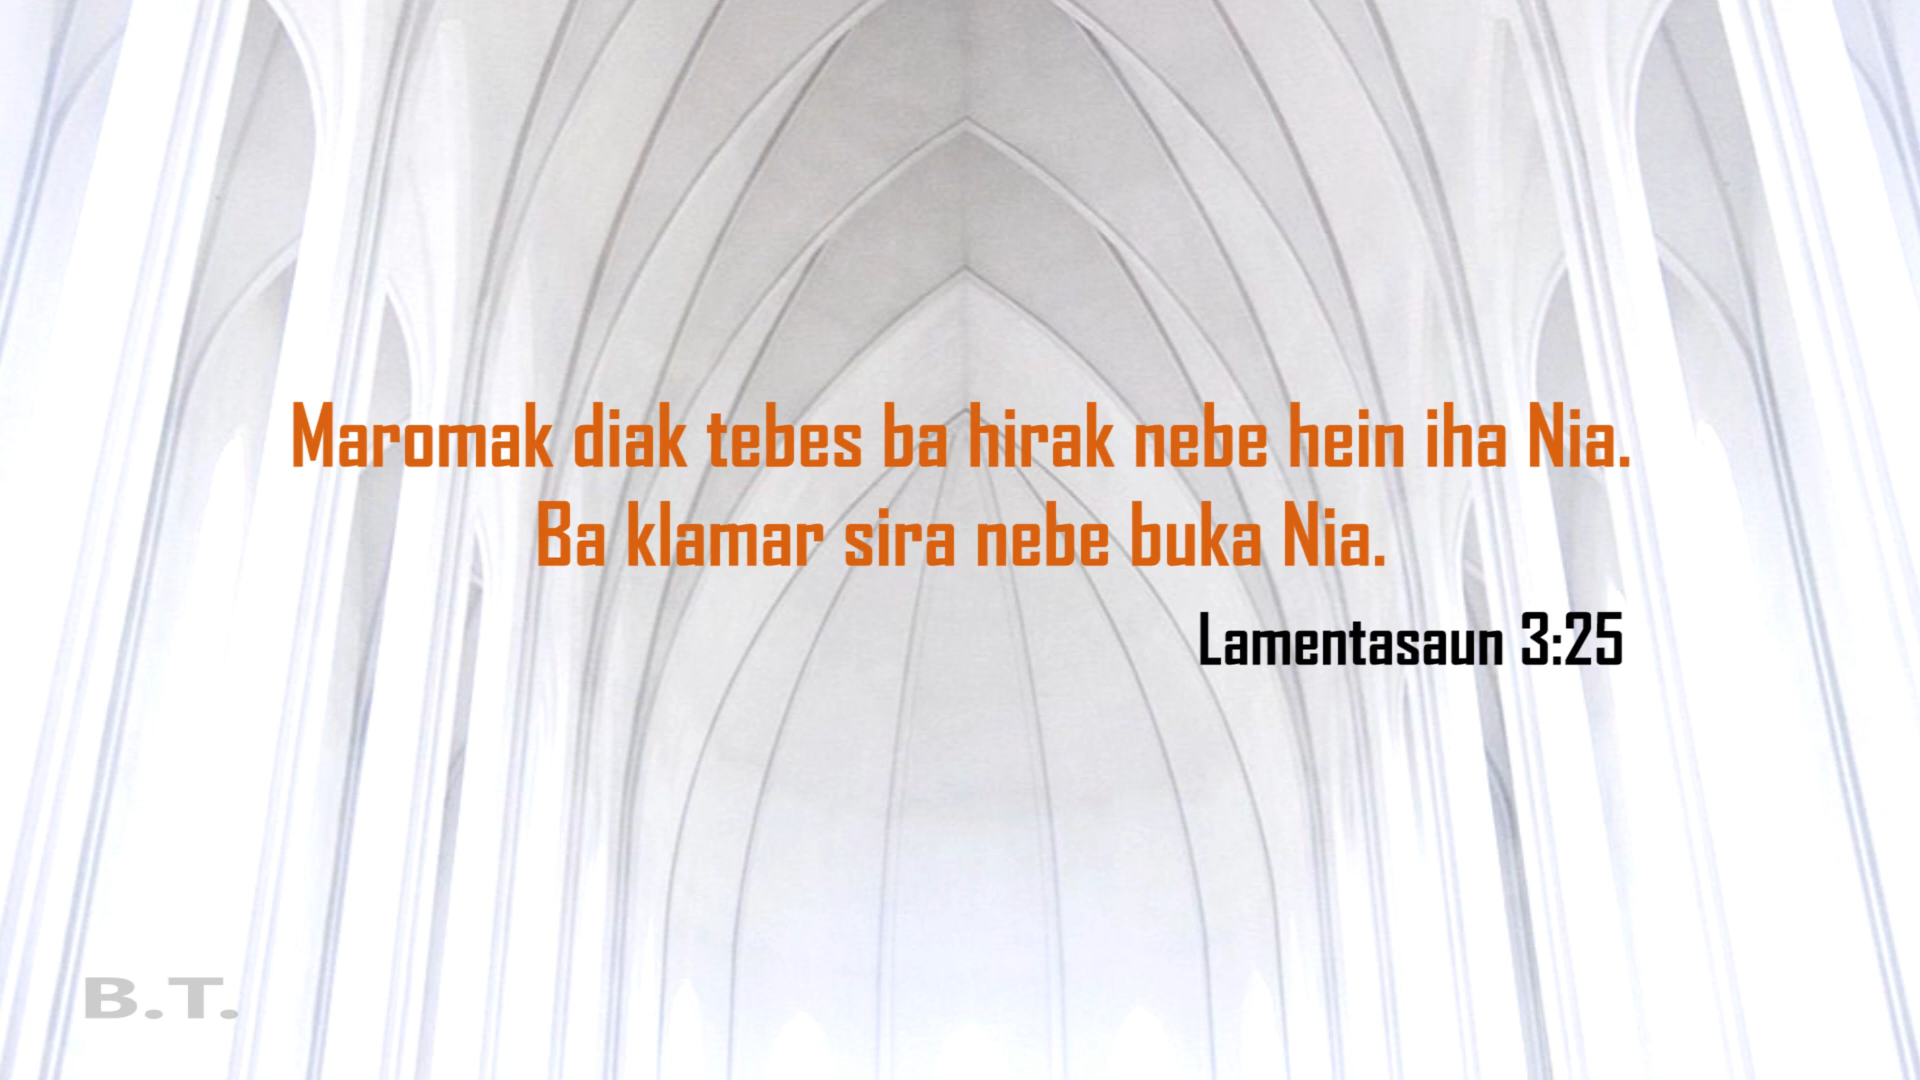 Maromak diak tebes ba hirak nebe hein iha Nia.
Ba klamar sira nebe buka Nia.
Lamentasaun 3:25
B.T.